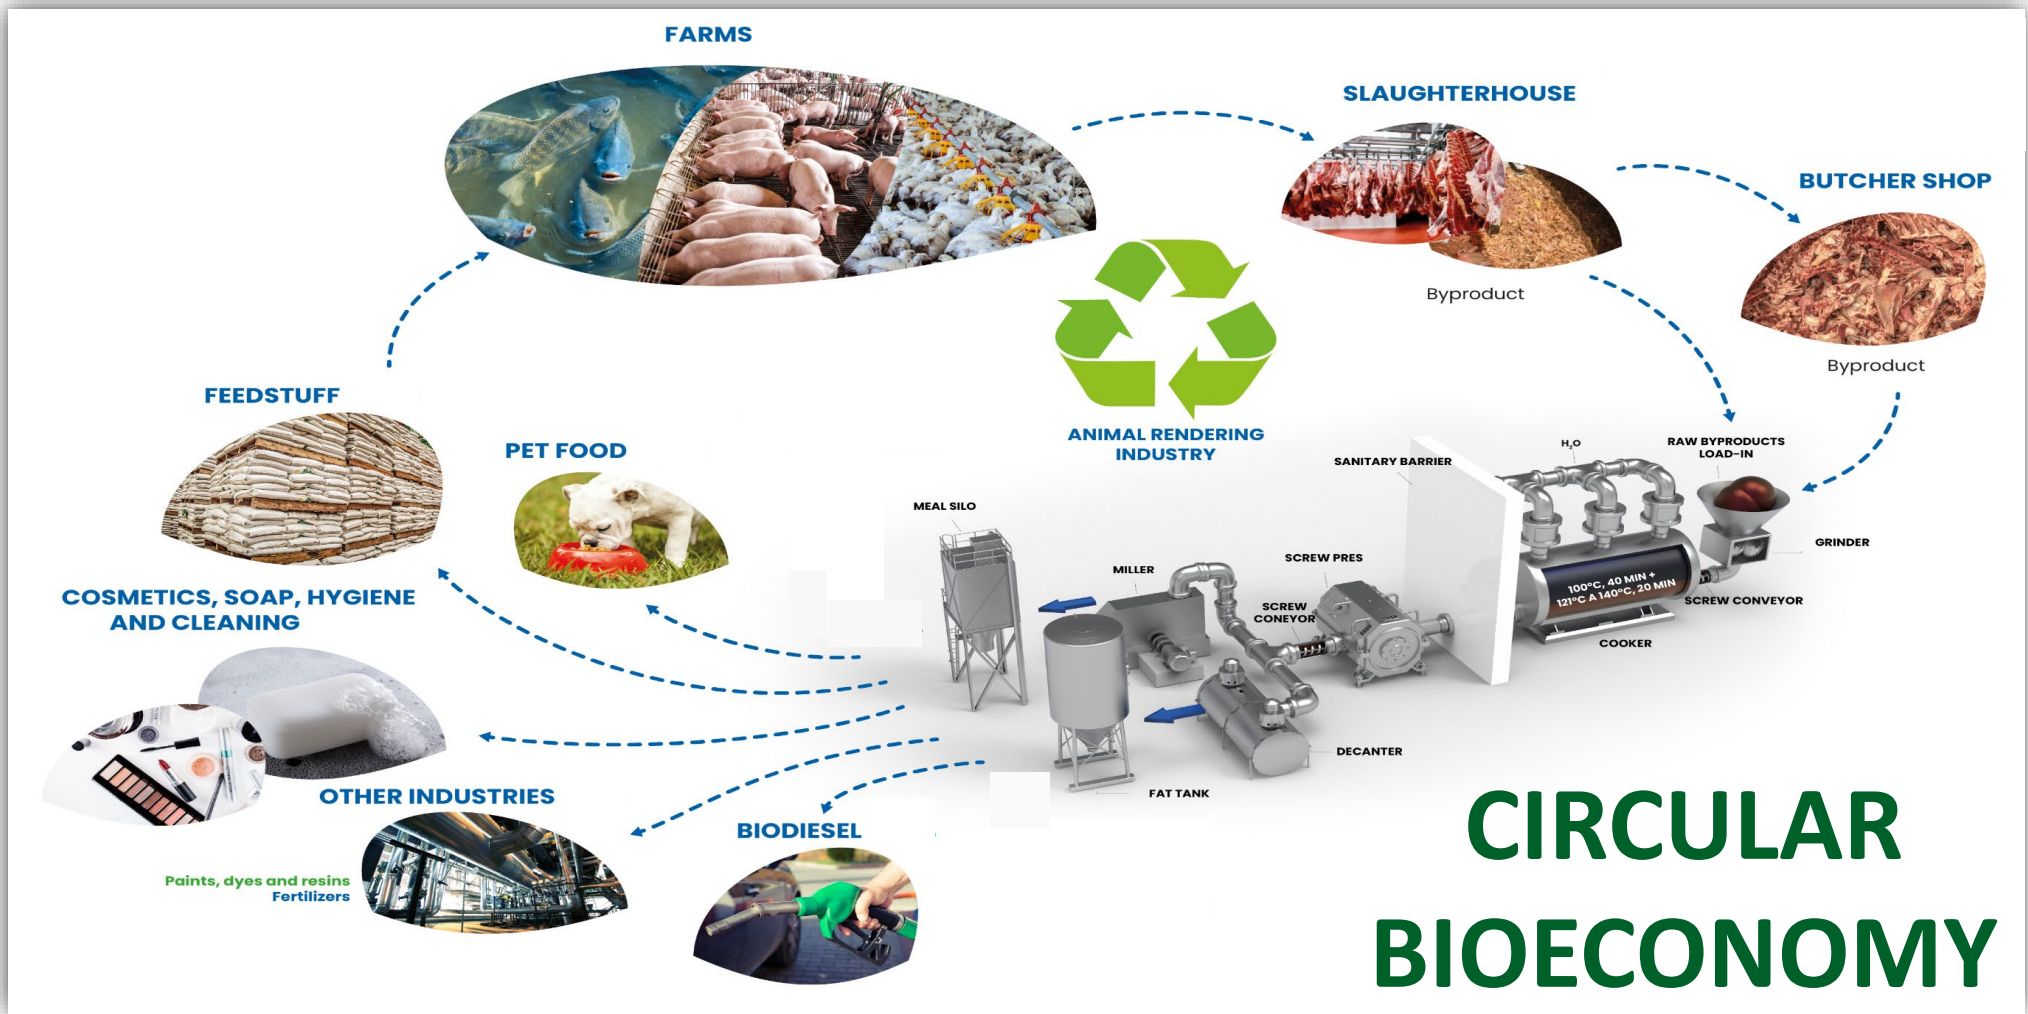 FARMS
SLAUGHTERHOUSE
BUTCHER SHOP
Byproduct
Byproduct
FEEDSTUFF
PET FOOD
ANIMAL RENDERING
INDUSTRY
SANITARY BARRIER
H₂O
RAW BYPRODUCTS
LOAD-IN
MEAL SILO
GRINDER
SCREW PRES
MILLER
100°C, 40 MIN +
121°C A 140°C, 20 MIN
SCREW CONVEYOR
SCREW
CONEYOR
COOKER
COSMETICS, SOAP, HYGIENE
AND CLEANING
DECANTER
FAT TANK
OTHER INDUSTRIES
Paints, dyes and resins
Fertilizers
BIODIESEL
CIRCULAR
BIOECONOMY